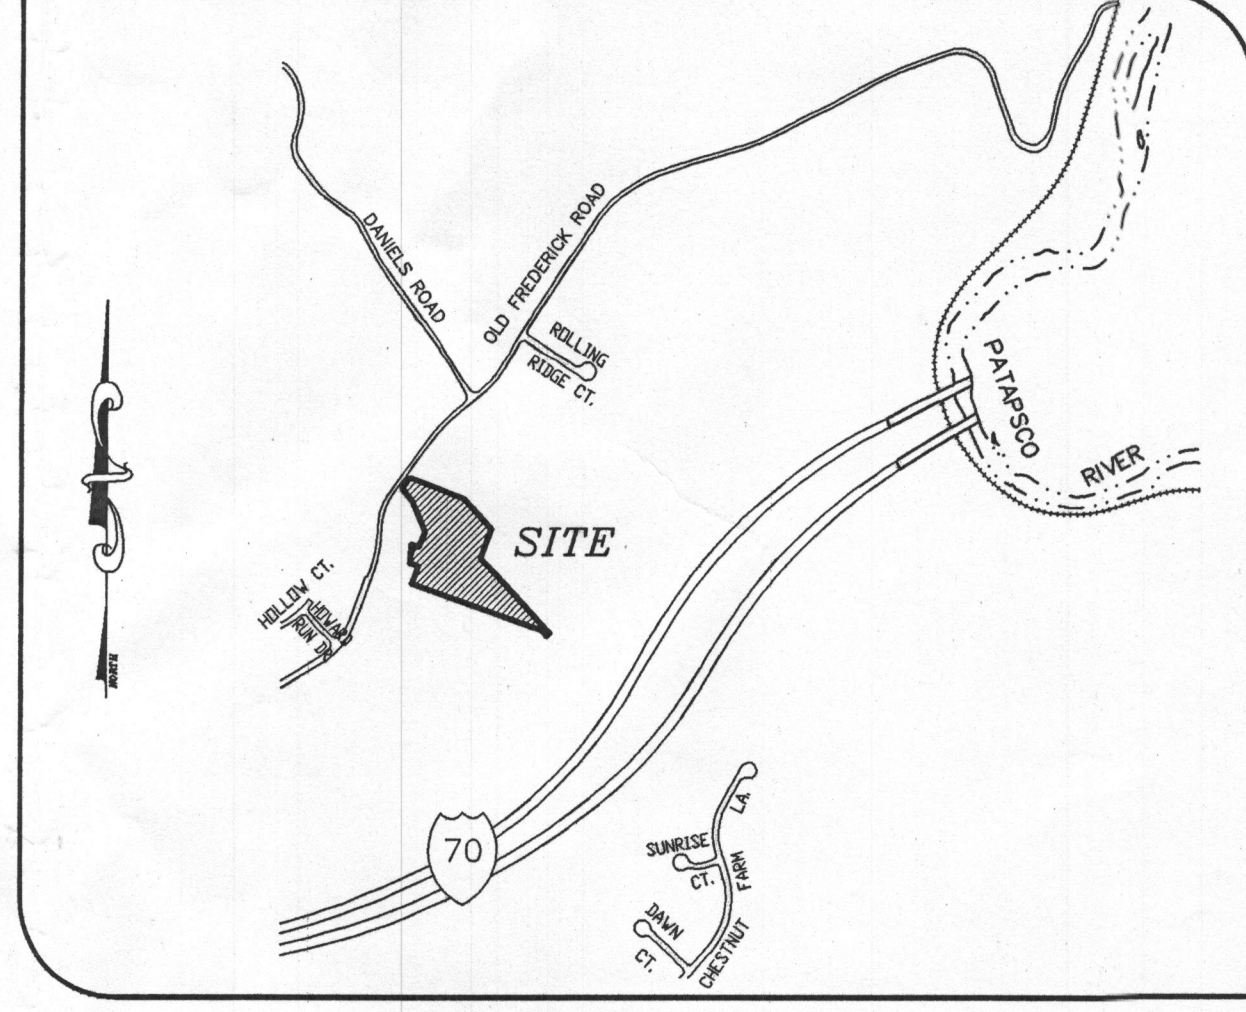 DANIELS ROAD
OLD FREDERICK ROAD
ROLLING
RIDGE CT.
PATAPSCO
RIVER
SITE
HOLLOW CT.
HOWARD
RUN DR.
NORTH
70
LA.
SUNRISE
CT.
FARM
DAWN
CT.
CHESTNUT